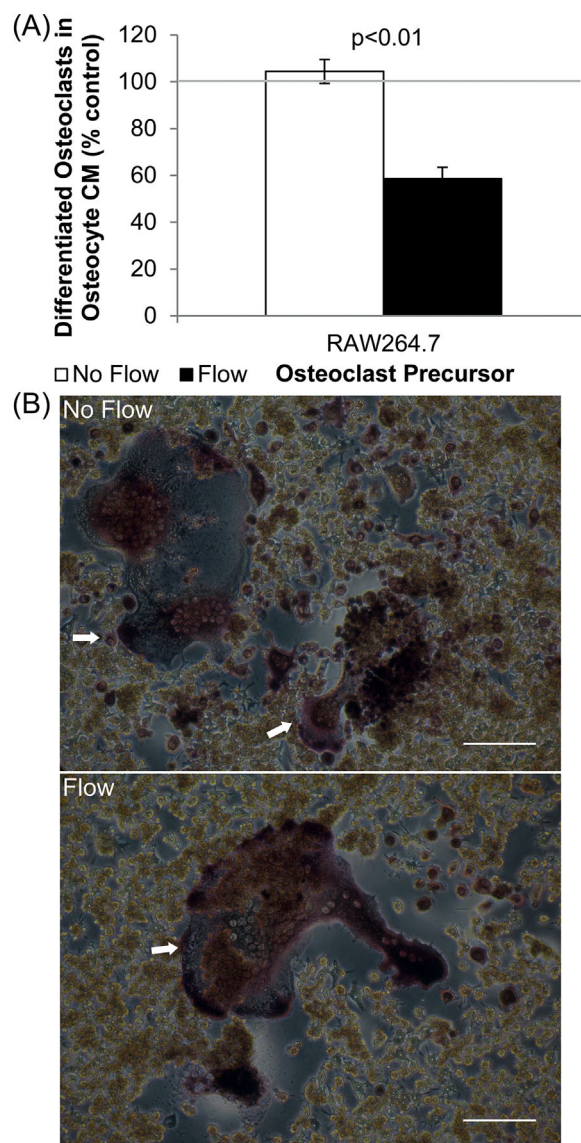 (A)
Differentiated Osteoclasts in
Osteocyte CM (% control)
120
100
80
60
40
20
0
p<0.01
RAW264.7
No Flow Flow Osteoclast Precursor
(B)
No Flow
Flow